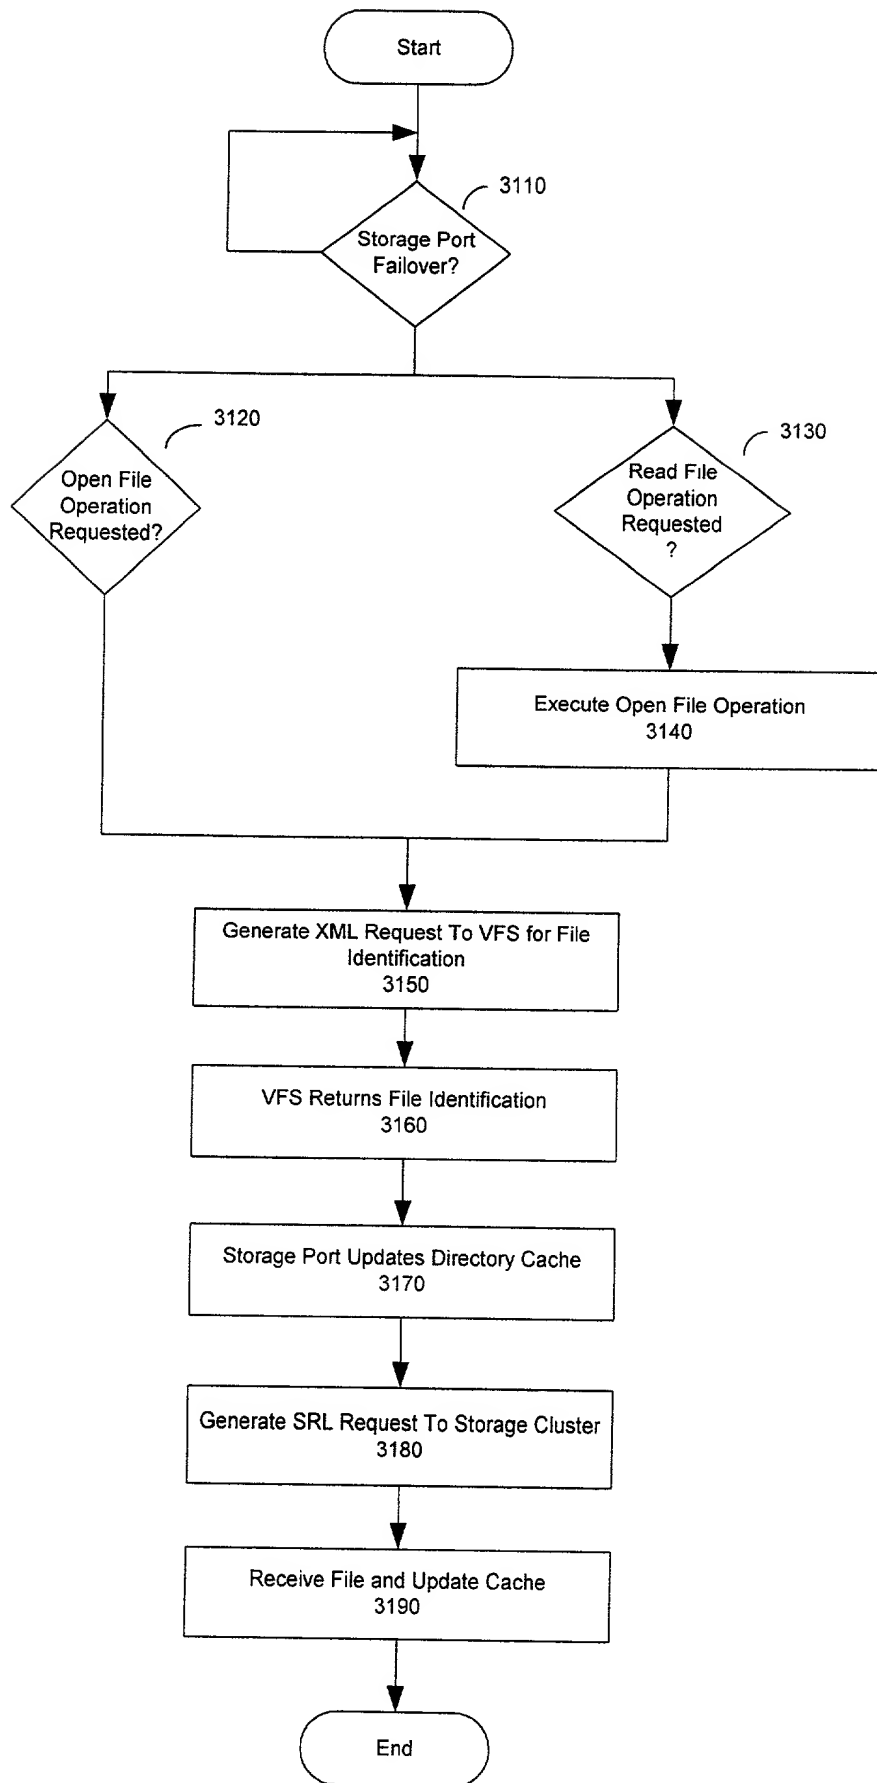 Start
3110
Storage Port
Failover?
3120
Open File
Operation
Requested?
3130
Read File
Operation
Requested
?
Execute Open File Operation
3140
Generate XML Request To VFS for File
Identification
3150
VFS Returns File Identification
3160
Storage Port Updates Directory Cache
3170
Generate SRL Request To Storage Cluster
3180
Receive File and Update Cache
3190
End